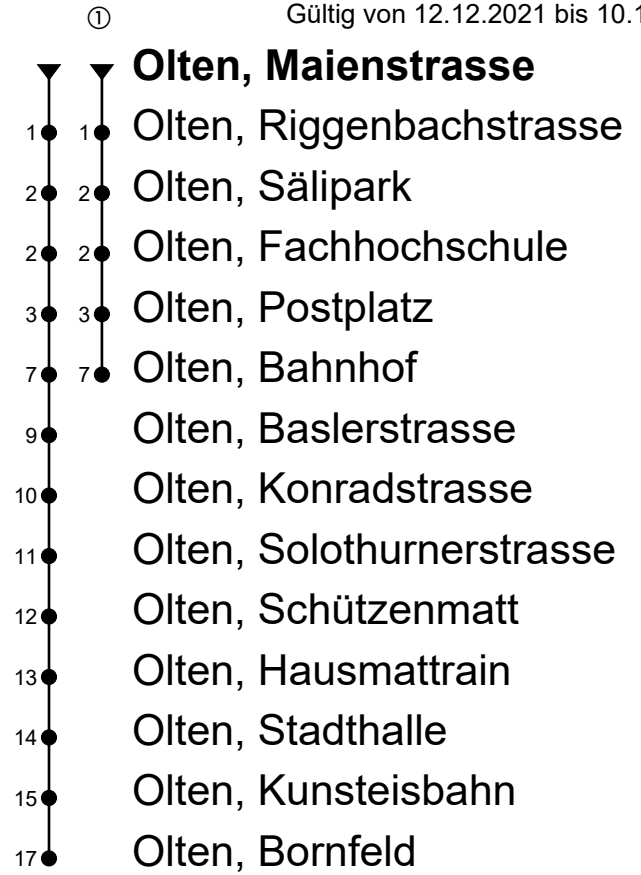 ① Gültig von 12.12.2021 bis 10.1
Olten, Maienstrasse
1 1 Olten, Riggenbachstrasse
2 2 Olten, Sälipark
2 2 Olten, Fachhochschule
3 3 Olten, Postplatz
7 7 Olten, Bahnhof
9 Olten, Baslerstrasse
10 Olten, Konradstrasse
11 Olten, Solothurnerstrasse
12 Olten, Schützenmatt
13 Olten, Hausmattrain
14 Olten, Stadthalle
15 Olten, Kunsteisbahn
17 Olten, Bornfeld